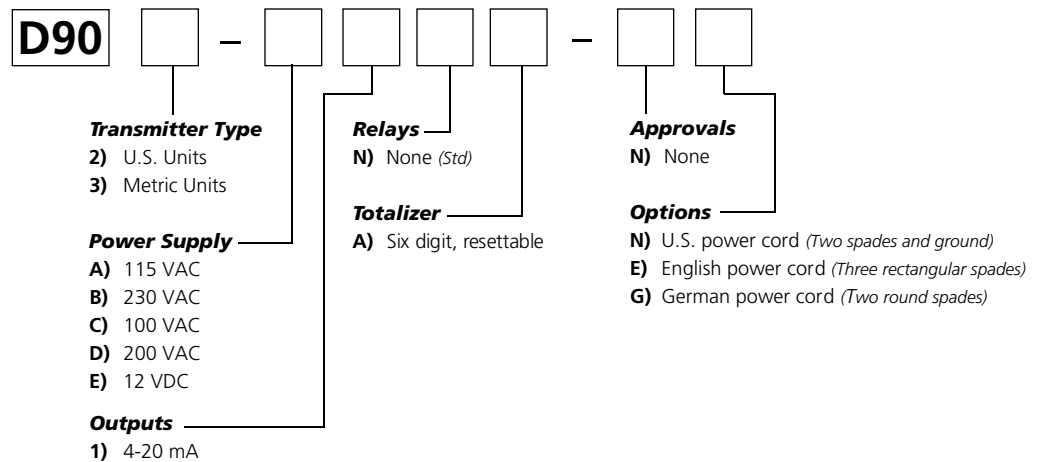 D90 – –
Transmitter Type
2) U.S. Units
3) Metric Units
Power Supply
A) 115 VAC
B) 230 VAC
C) 100 VAC
D) 200 VAC
E) 12 VDC
Outputs
1) 4-20 mA
Relays
N) None (Std)
Totalizer
A) Six digit, resettable
Approvals
N) None
Options
N) U.S. power cord (Two spades and ground)
E) English power cord (Three rectangular spades)
G) German power cord (Two round spades)